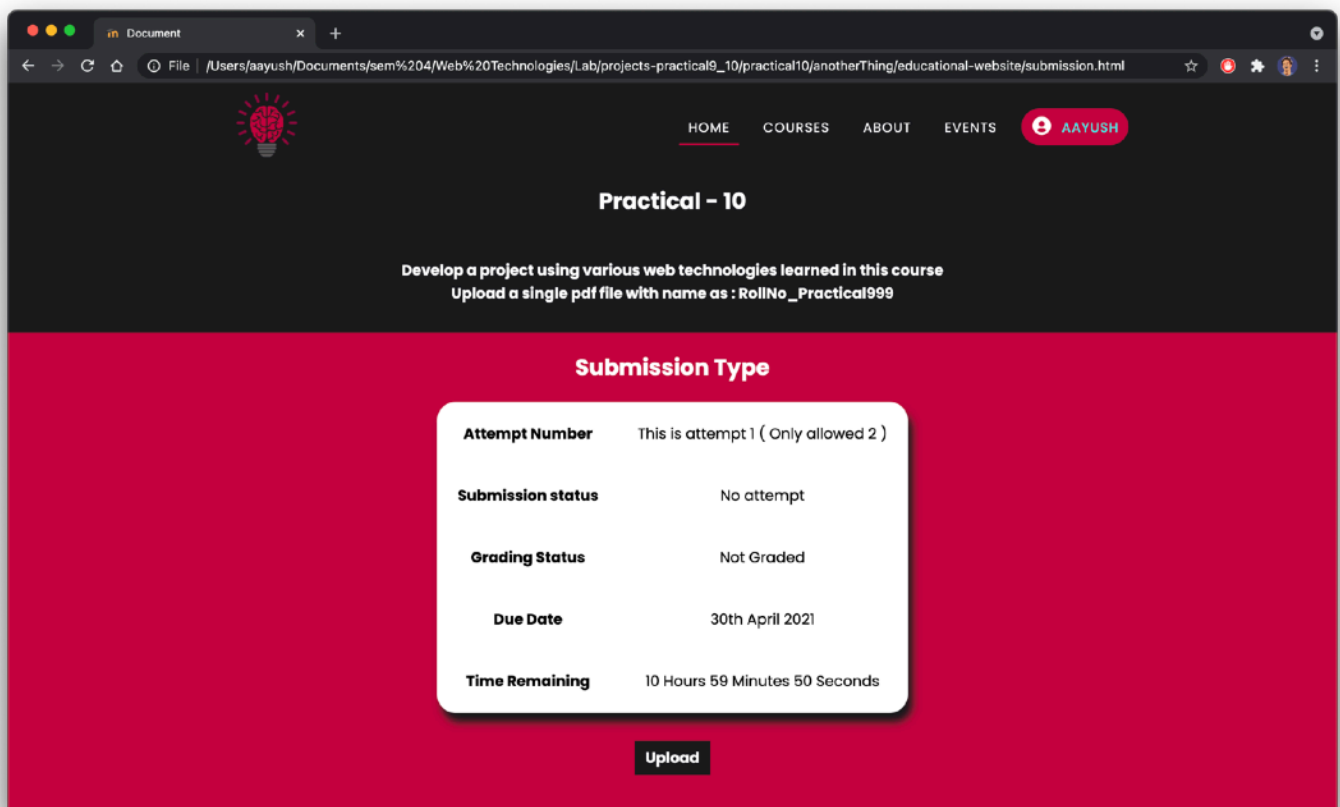 Document
File /Users/aayush/Documents/sem%204/Web%20Technologies/Lab/projects-practical9_10/practical10/anotherThing/educational-website/submission.html
HOME COURSES ABOUT EVENTS AAYUSH
Practical - 10
Develop a project using various web technologies learned in this course
Upload a single pdf file with name as : RollNo_Practical999
Submission Type
Attempt Number This is attempt 1 ( Only allowed 2 )
Submission status No attempt
Grading Status Not Graded
Due Date 30th April 2021
Time Remaining 10 Hours 59 Minutes 50 Seconds
Upload